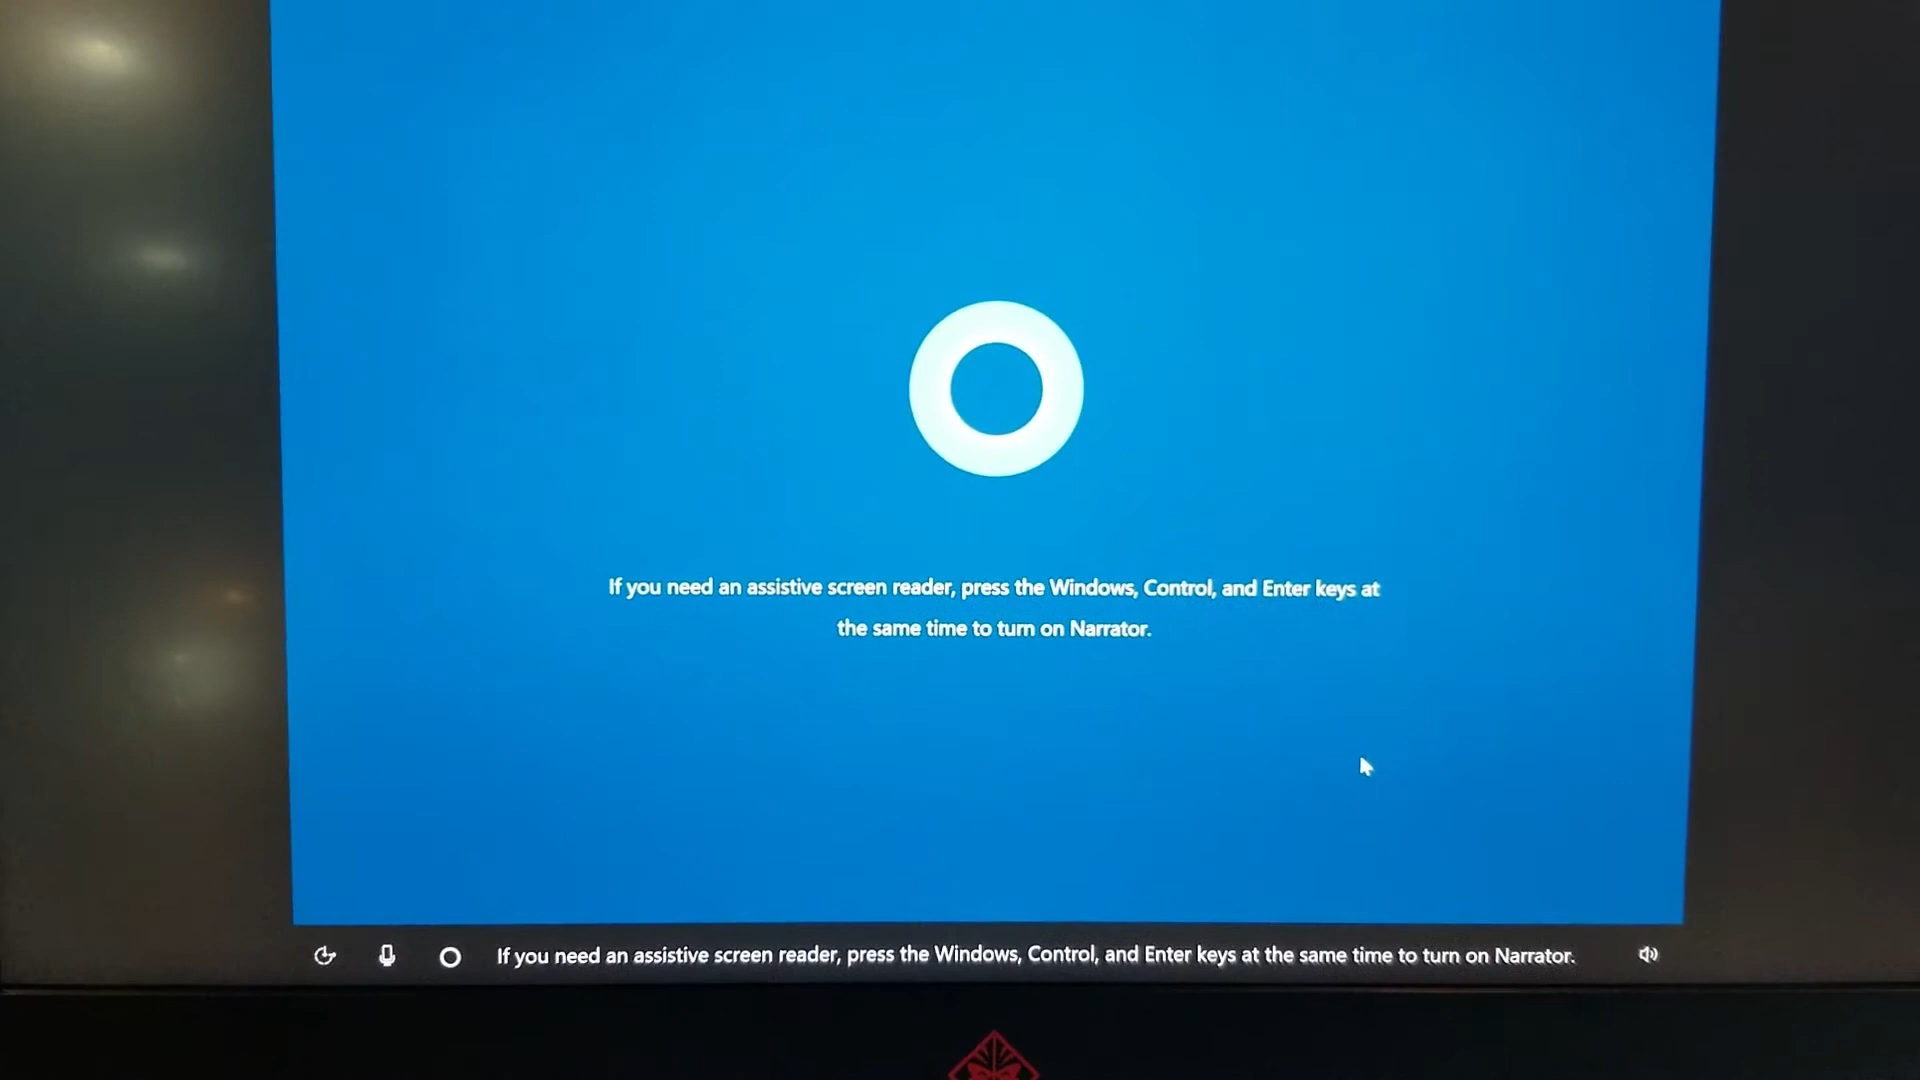 If you need an assistive screen reader, press the Windows, Control, and Enter keys at
the same time to turn on Narrator.
If you need an assistive screen reader, press the Windows, Control, and Enter keys at the same time to turn on Narrator.